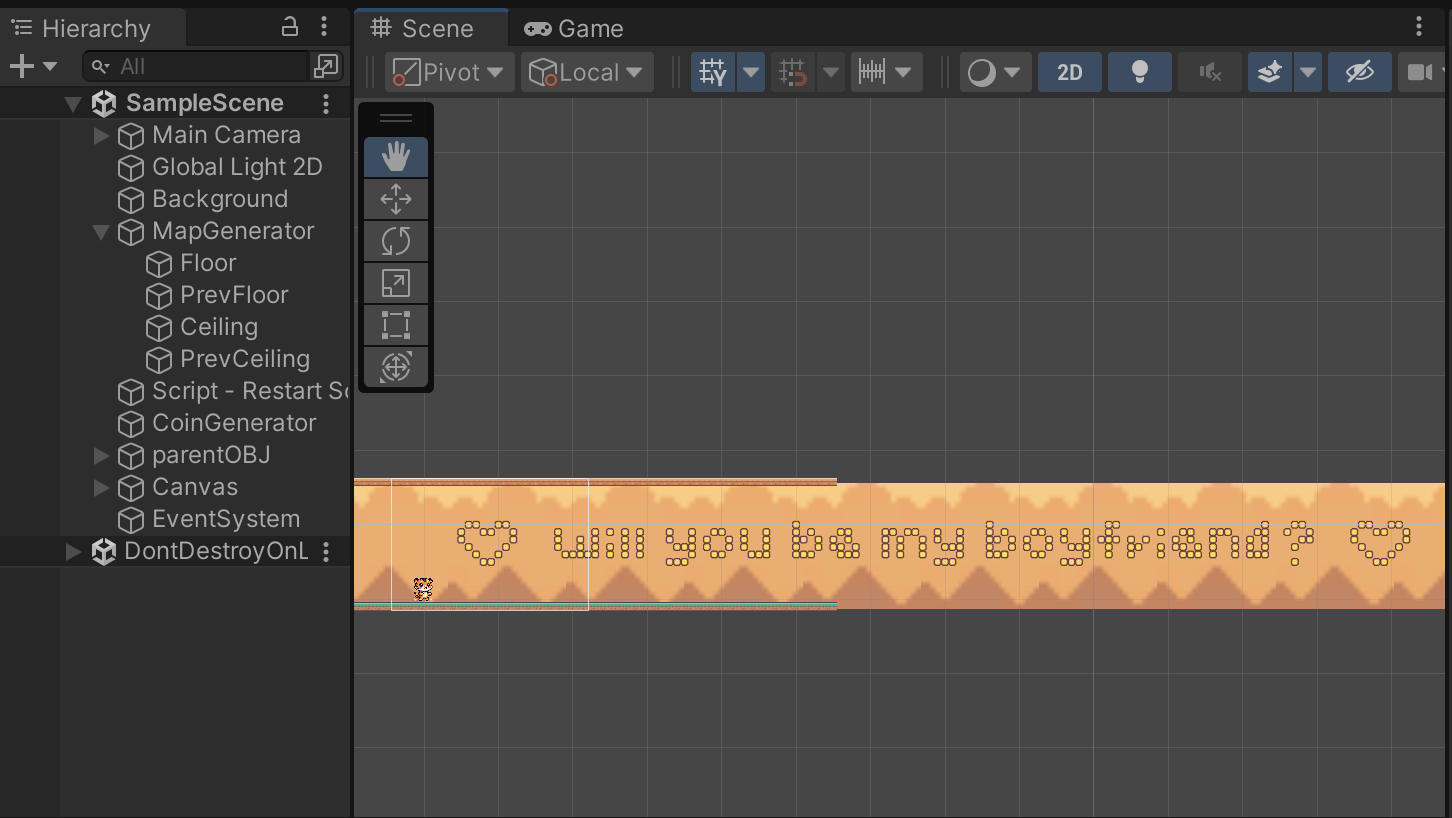 Hierarchy
All
SampleScene
Main Camera
Global Light 2D
Background
MapGenerator
Floor
PrevFloor
Ceiling
PrevCeiling
Script - Restart Sc
CoinGenerator
parentOBJ
Canvas
EventSystem
DontDestroyOnL
Scene
Game
Pivot
Local
2D
♡ will you be my boyfriend? ♡